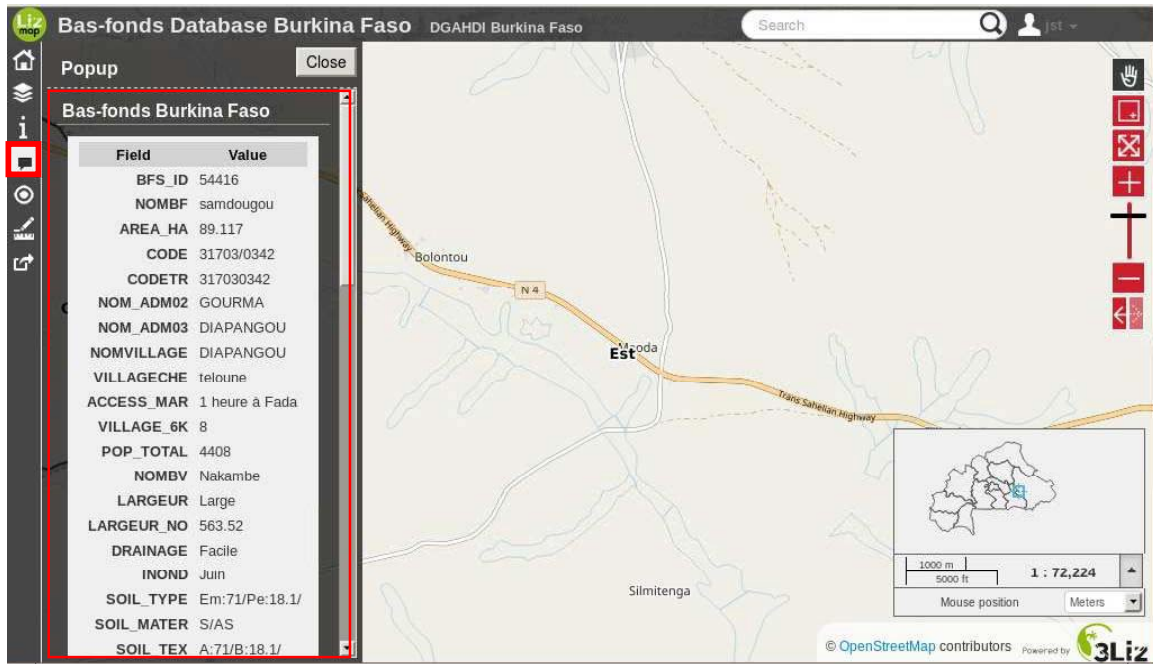 Liz
map
Bas-fonds Database Burkina Faso DGAHDI Burkina Faso
Search
jst
Popup
Close
Bas-fonds Burkina Faso
Field Value
BFS_ID 54416
NOMBF samdougou
AREA_HA 89.117
CODE 31703/0342
CODETR 317030342
NOM_ADM02 GOURMA
NOM_ADM03 DIAPANGOU
NOMVILLAGE DIAPANGOU
VILLAGECHE teloune
ACCESS_MAR 1 heure à Fada
VILLAGE_6K 8
POP_TOTAL 4408
NOMBV Nakambe
LARGEUR Large
LARGEUR_NO 563.52
DRAINAGE Facile
INOND Juin
SOIL_TYPE Em:71/Pe:18.1/
SOIL_MATER S/AS
SOIL_TEX A:71/B:18.1/
Sahelian Highway
Bolontou
N 4
Est
Trans Sahelian Highway
Silmitenga
1000 m
5000 ft
1 : 72,224
Mouse position
Meters
© OpenStreetMap contributors
Powered by
3Liz